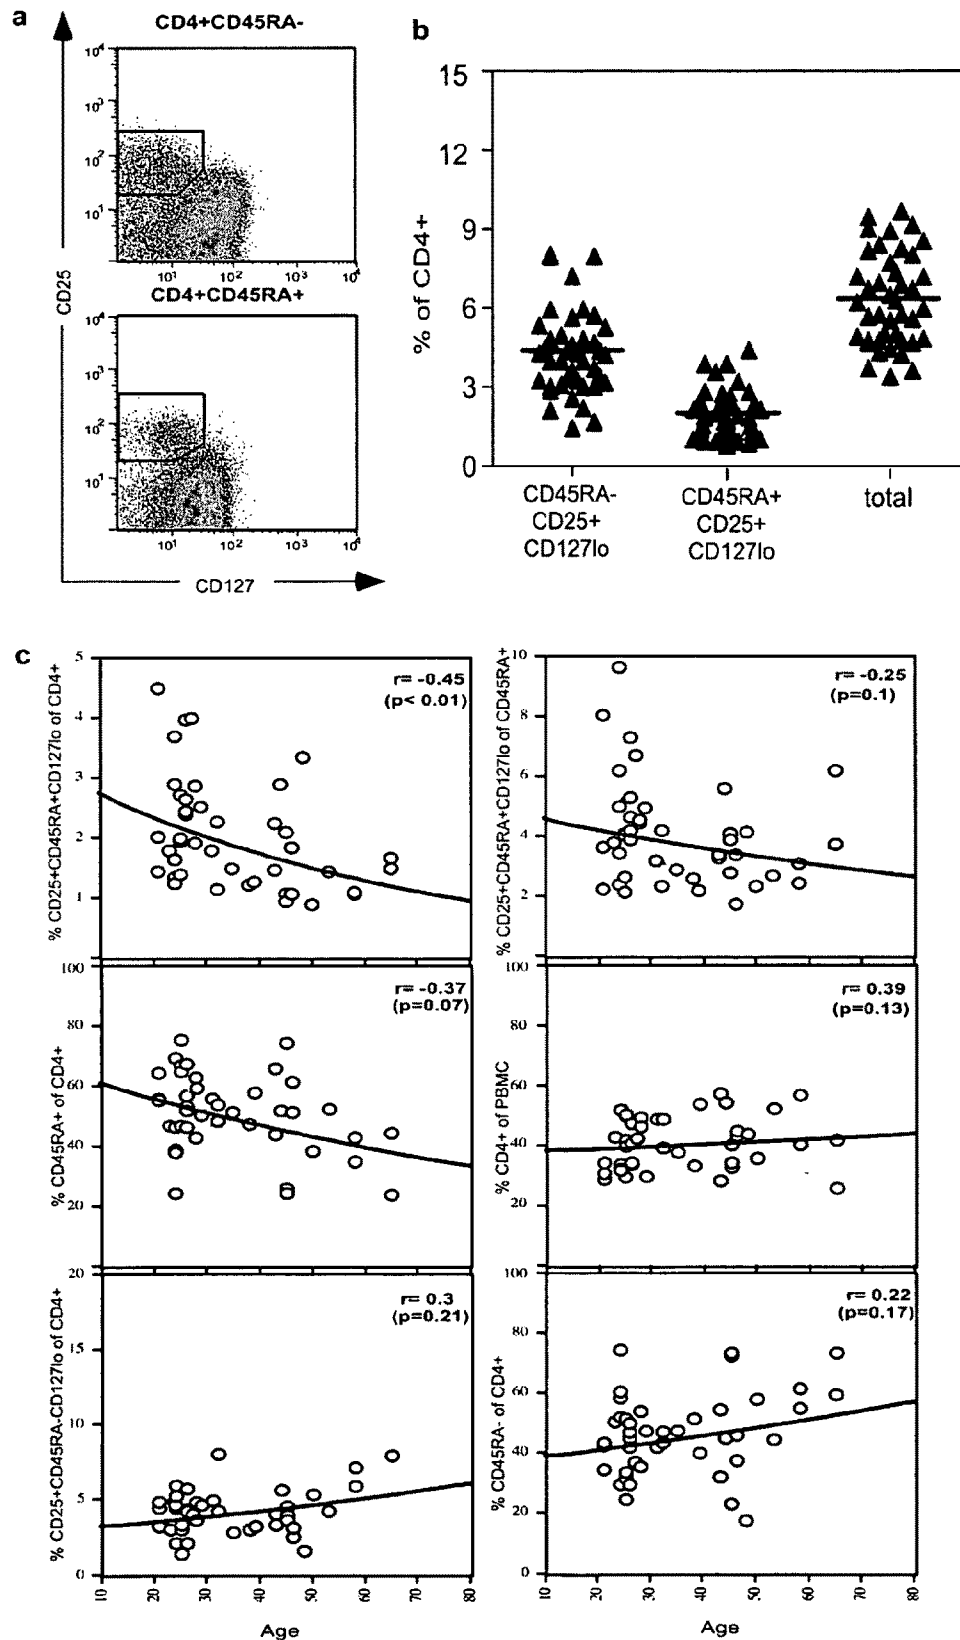 a
CD4+CD45RA-
10⁴
10³
10²
10¹
10¹ 10² 10³ 10⁴
CD25
CD4+CD45RA+
10⁴
10³
10²
10¹
10¹ 10² 10³ 10⁴
CD127
b
% of CD4+
15
12
9
6
3
0
CD45RA-
CD25+
CD127lo
CD45RA+
CD25+
CD127lo
total
c
% CD25+CD45RA+CD127lo of CD4+
5
4
3
2
1
r= -0.45
(p< 0.01)
% CD25+CD45RA+CD127lo of CD45RA+
10
8
6
4
2
r= -0.25
(p=0.1)
% CD45RA+ of CD4+
100
80
60
40
20
r= -0.37
(p=0.07)
% CD4+ of PBMC
100
80
60
40
20
r= 0.39
(p=0.13)
% CD25+CD45RA-CD127lo of CD4+
20
15
10
5
0
r= 0.3
(p=0.21)
10 20 30 40 50 60 70 80
Age
% CD45RA- of CD4+
100
80
60
40
20
0
r= 0.22
(p=0.17)
10 20 30 40 50 60 70 80
Age